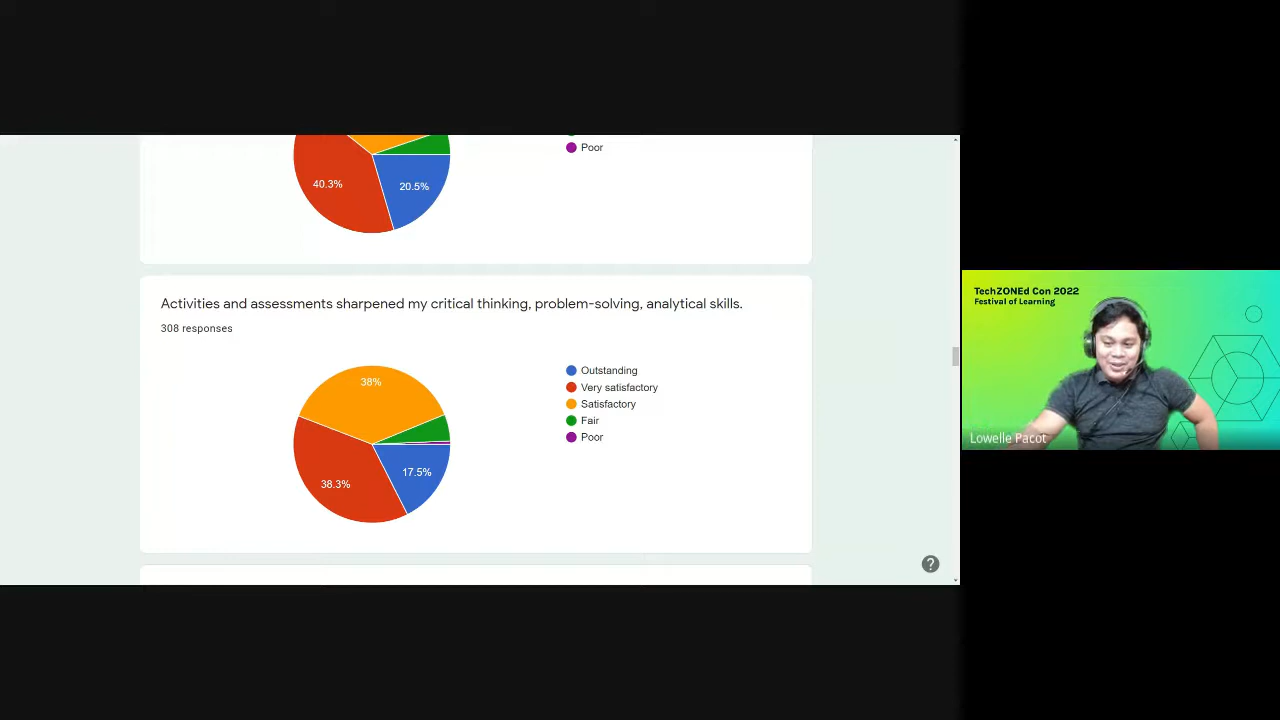 Poor
40.3%
20.5%
Activities and assessments sharpened my critical thinking, problem-solving, analytical skills.
308 responses
38%
38.3%
17.5%
Outstanding
Very satisfactory
Satisfactory
Fair
Poor
?
TechZONEd Con 2022
Festival of Learning
Lowelle Pacot